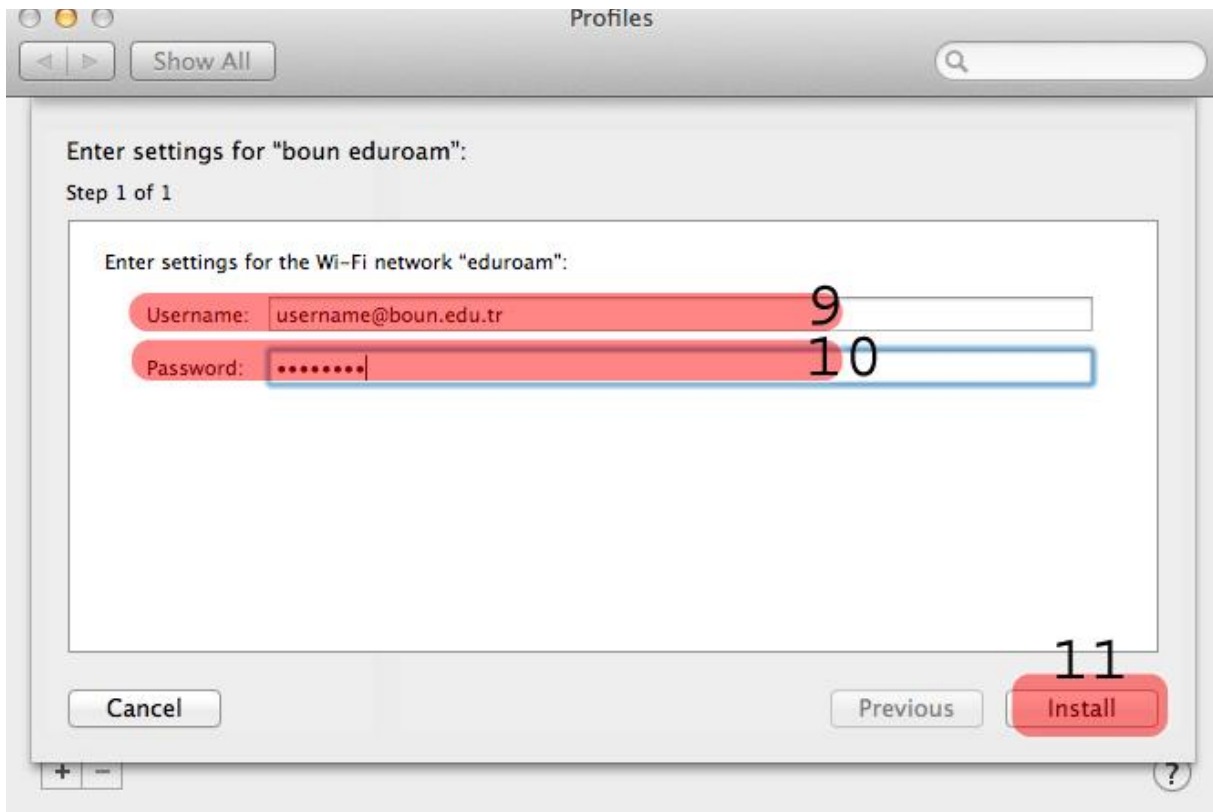 Profiles
Show All
Enter settings for “boun eduroam”:
Step 1 of 1
Enter settings for the Wi-Fi network “eduroam”:
Username: username@boun.edu.tr 9
Password: •••••••• 10
11
Cancel Previous Install
+ − ?